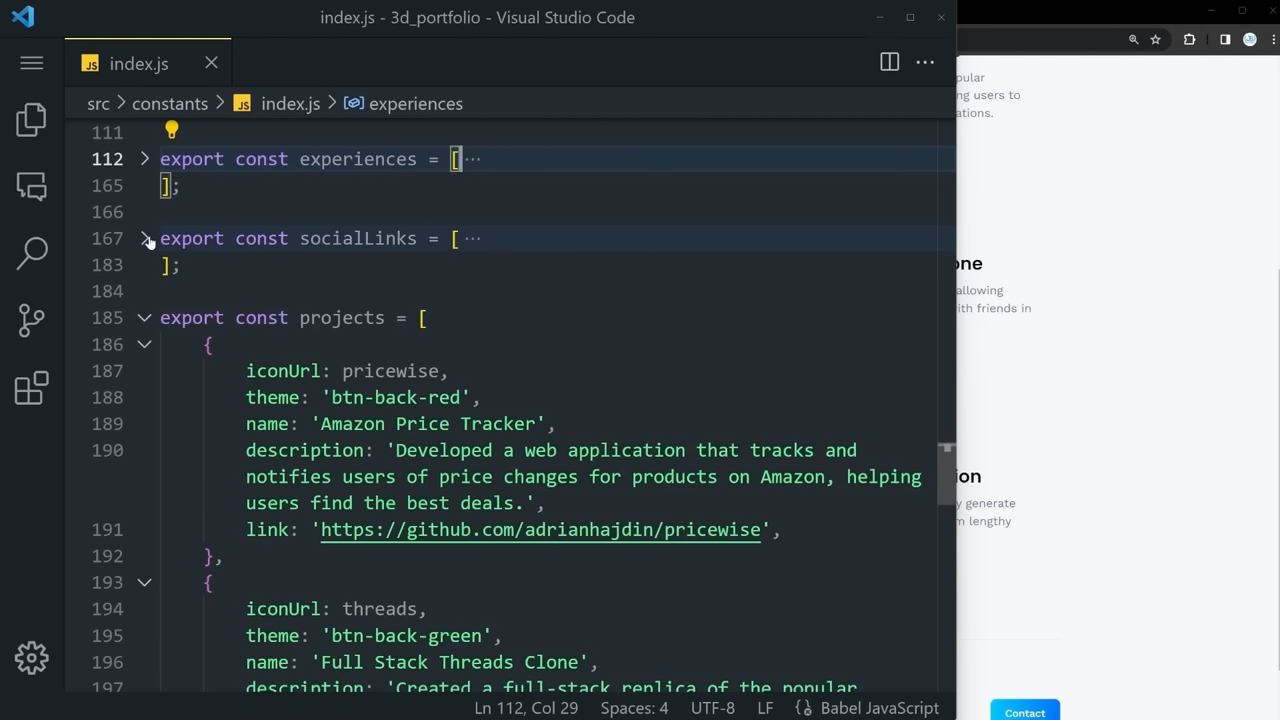 index.js - 3d_portfolio - Visual Studio Code
JS index.js
src > constants > JS index.js > experiences
111
112 export const experiences = [ ···
165 ];
166
167 export const socialLinks = [ ···
183 ];
184
185 export const projects = [
186 {
187 iconUrl: pricewise,
188 theme: 'btn-back-red',
189 name: 'Amazon Price Tracker',
190 description: 'Developed a web application that tracks and
notifies users of price changes for products on Amazon, helping
users find the best deals.',
191 link: 'https://github.com/adrianhajdin/pricewise',
192 },
193 {
194 iconUrl: threads,
195 theme: 'btn-back-green',
196 name: 'Full Stack Threads Clone',
197 description: 'Created a full-stack replica of the popular
Ln 112, Col 29 Spaces: 4 UTF-8 LF Babel JavaScript
pular
ng users to
ations.
one
allowing
ith friends in
ion
y generate
m lengthy
Contact